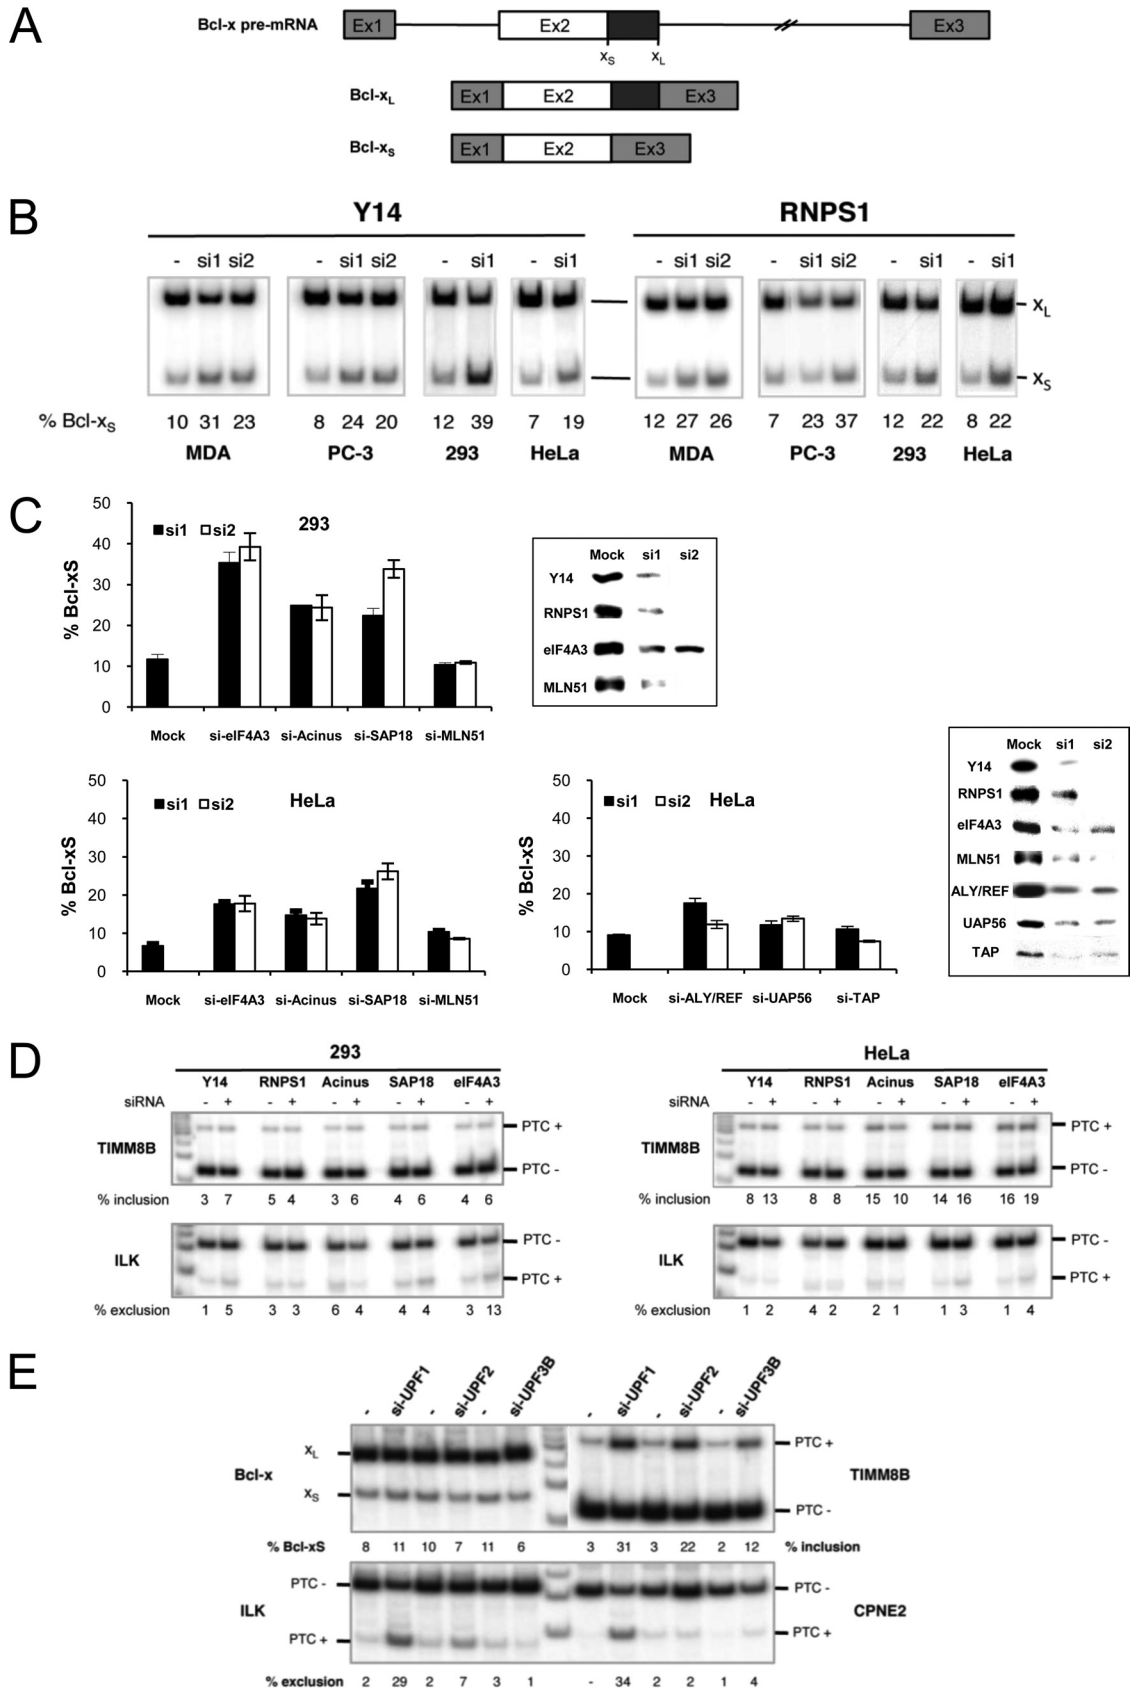 A
Bcl-x pre-mRNA Ex1 Ex2 Ex3
xS xL
Bcl-xL Ex1 Ex2 Ex3
Bcl-xS Ex1 Ex2 Ex3
B
Y14 RNPS1
- si1 si2 - si1 si2 - si1 - si1 - si1 si2 - si1 si2 - si1 - si1
xL
xS
% Bcl-xS 10 31 23 8 24 20 12 39 7 19 12 27 26 7 23 37 12 22 8 22
MDA PC-3 293 HeLa MDA PC-3 293 HeLa
C
50
40
30
20
10
0
% Bcl-xS
si1 si2 293
Mock si-eIF4A3 si-Acinus si-SAP18 si-MLN51
Mock si1 si2
Y14
RNPS1
eIF4A3
MLN51
50
40
30
20
10
0
% Bcl-xS
si1 si2 HeLa
Mock si-eIF4A3 si-Acinus si-SAP18 si-MLN51
50
40
30
20
10
0
% Bcl-xS
si1 si2 HeLa
Mock si-ALY/REF si-UAP56 si-TAP
Mock si1 si2
Y14
RNPS1
eIF4A3
MLN51
ALY/REF
UAP56
TAP
D
293
Y14 RNPS1 Acinus SAP18 eIF4A3
siRNA - + - + - + - + - +
TIMM8B
PTC +
PTC -
% inclusion 3 7 5 4 3 6 4 6 4 6
ILK
PTC -
PTC +
% exclusion 1 5 3 3 6 4 4 4 3 13
HeLa
Y14 RNPS1 Acinus SAP18 eIF4A3
siRNA - + - + - + - + - +
TIMM8B
PTC +
PTC -
% inclusion 8 13 8 8 15 10 14 16 16 19
ILK
PTC -
PTC +
% exclusion 1 2 4 2 2 1 1 3 1 4
E
- si-UPF1 - si-UPF2 - si-UPF3B - si-UPF1 - si-UPF2 - si-UPF3B
Bcl-x
xL
xS
PTC +
PTC -
TIMM8B
% Bcl-xS 8 11 10 7 11 6 3 31 3 22 2 12 % inclusion
ILK
PTC -
PTC +
PTC -
PTC +
CPNE2
% exclusion 2 29 2 7 3 1 - 34 2 2 1 4